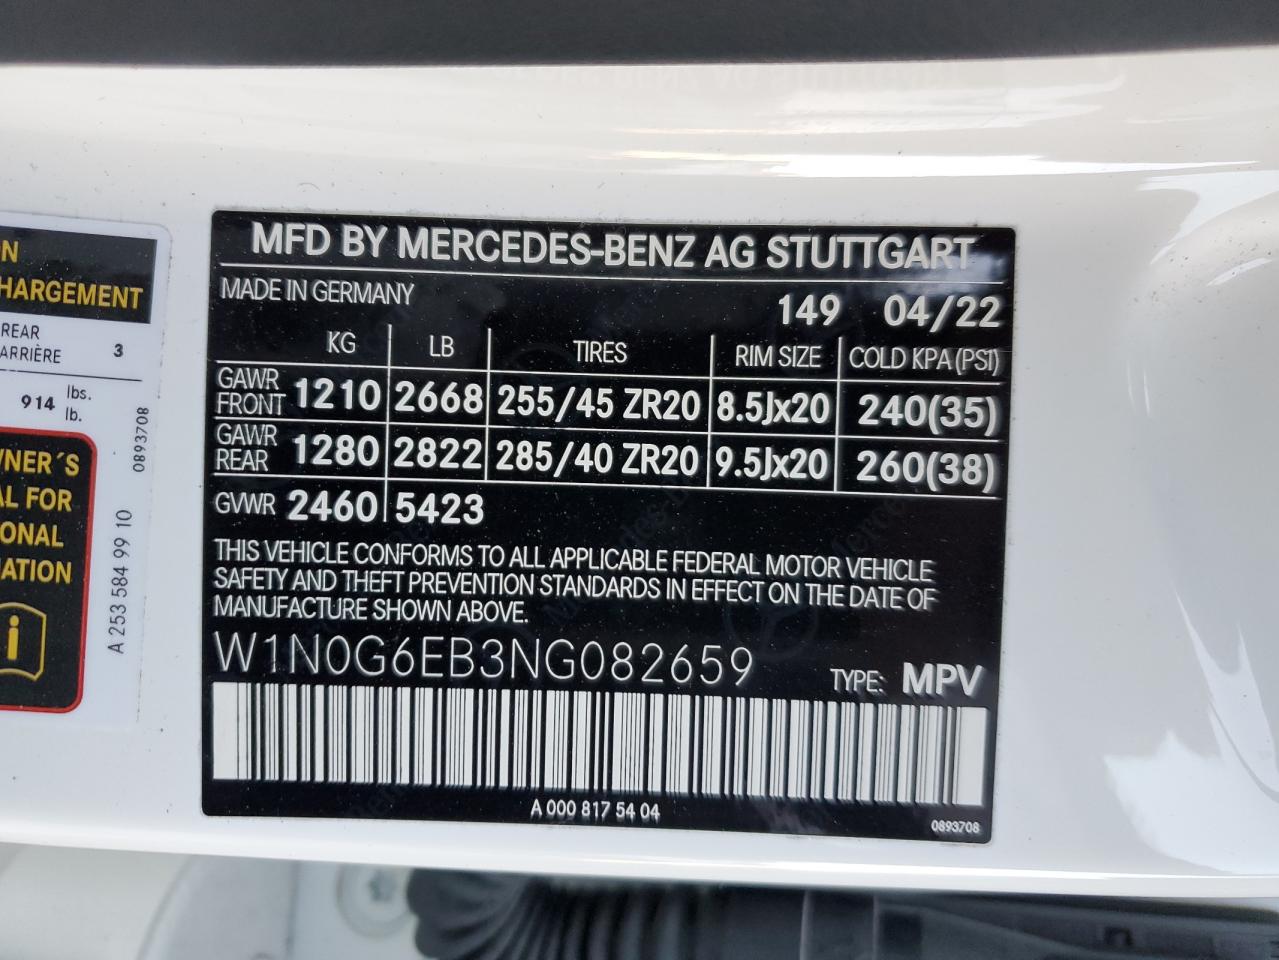 MFD BY MERCEDES-BENZ AG STUTTGART
MADE IN GERMANY 149 04/22
KG LB TIRES RIM SIZE COLD KPA (PSI)
GAWR FRONT 1210 2668 255/45 ZR20 8.5Jx20 240(35)
GAWR REAR 1280 2822 285/40 ZR20 9.5Jx20 260(38)
GVWR 2460 5423
THIS VEHICLE CONFORMS TO ALL APPLICABLE FEDERAL MOTOR VEHICLE
SAFETY AND THEFT PREVENTION STANDARDS IN EFFECT ON THE DATE OF
MANUFACTURE SHOWN ABOVE.
W1N0G6EB3NG082659 TYPE: MPV
A 000 817 54 04
0893708
ON
HARGEMENT
REAR
ARRIÈRE 3
914 lbs.
lb.
NER´S
AL FOR
ONAL
ATION
i
0893708
A 253 584 99 10